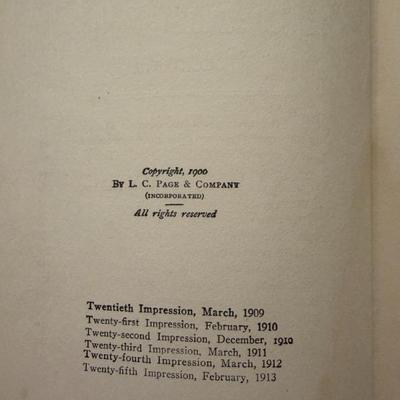 Copyright, 1900
By L. C. Page & Company
(INCORPORATED)
All rights reserved
Twentieth Impression, March, 1909
Twenty-first Impression, February, 1910
Twenty-second Impression, December, 1910
Twenty-third Impression, March, 1911
Twenty-fourth Impression, March, 1912
Twenty-fifth Impression, February, 1913